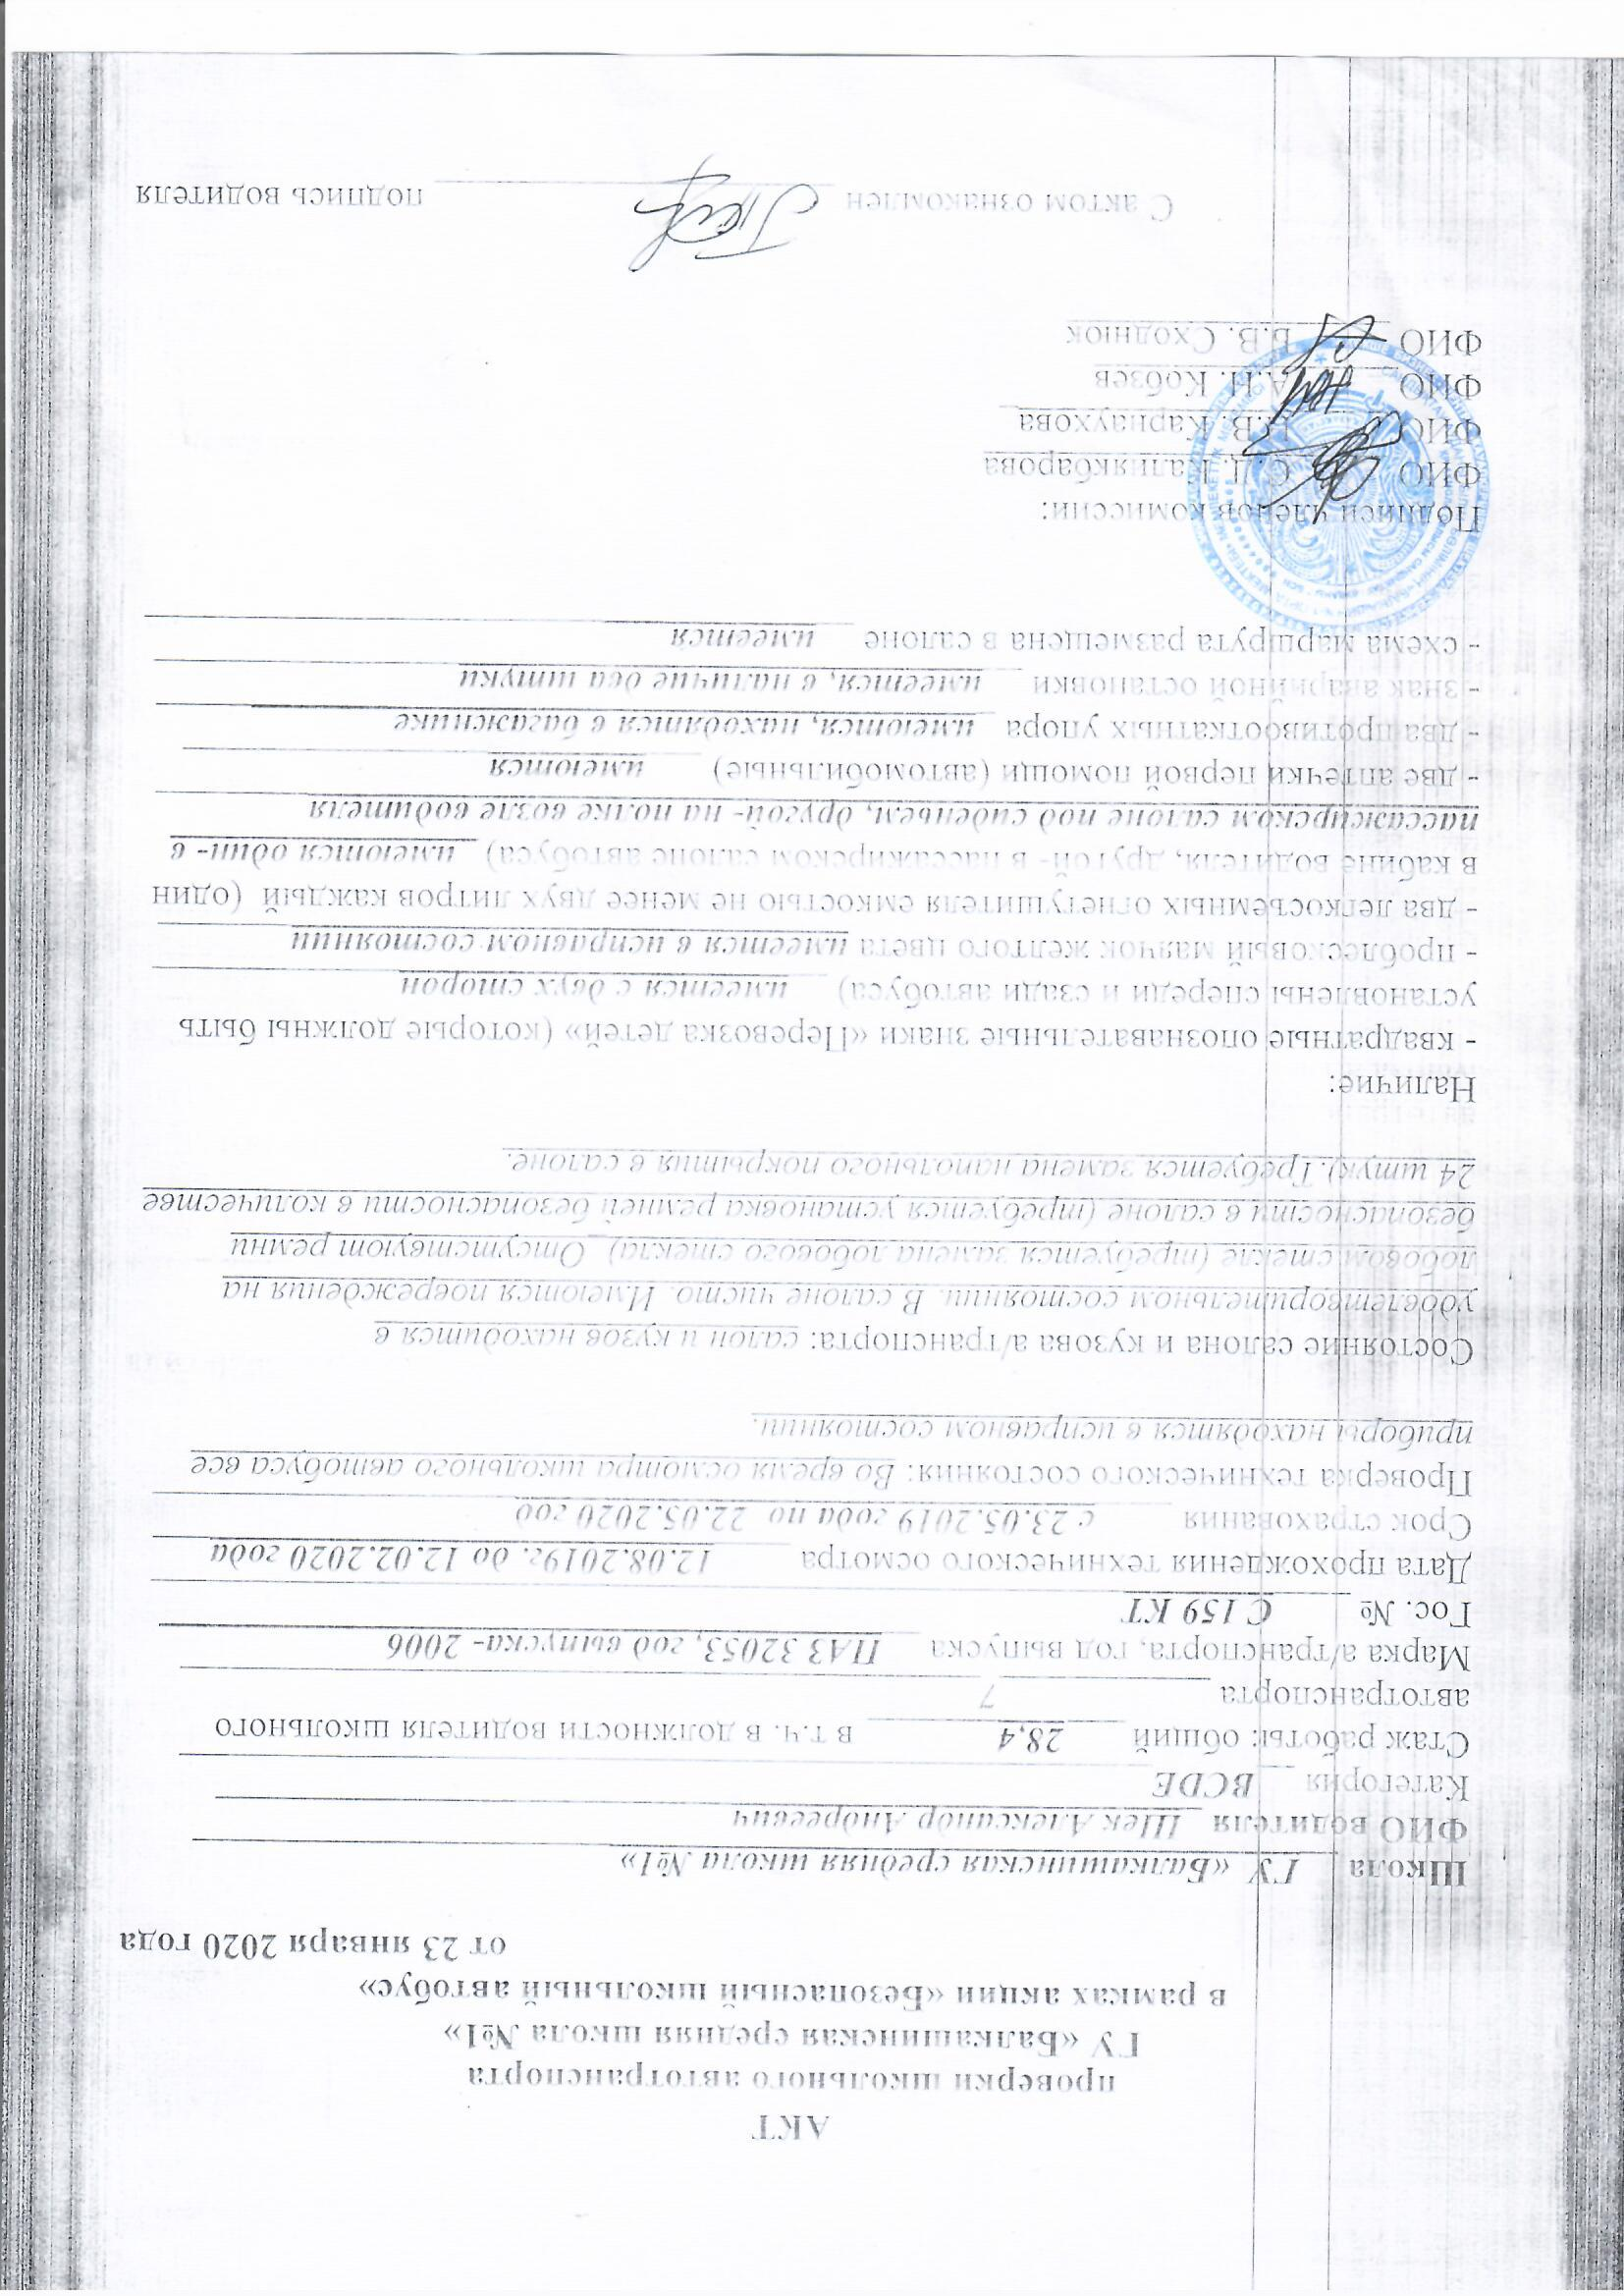 АКТ
проверки школьного автотранспорта
ГУ «Балкашинская средняя школа №1»
в рамках акции «Безопасный школьный автобус»
от 23 января 2020 года
Школа ГУ «Балкашинская средняя школа №1»
ФИО водителя Шек Александр Андреевич
Категория BCDE
Стаж работы: общий 28,4 в т.ч. в должности водителя школьного
автотранспорта 7
Марка а/транспорта, год выпуска ПАЗ 32053, год выпуска- 2006
Гос. № С 159 КТ
Дата прохождения технического осмотра 12.08.2019г. до 12.02.2020 года
Срок страхования с 23.05.2019 года по 22.05.2020 год
Проверка технического состояния: Во время осмотра школьного автобуса все
приборы находятся в исправном состоянии.
Состояние салона и кузова а/транспорта: салон и кузов находится в
удовлетворительном состоянии. В салоне чисто. Имеются повреждения на
лобовом стекле (требуется замена лобового стекла) Отсутствуют ремни
безопасности в салоне (требуется установка ремней безопасности в количестве
24 штук). Требуется замена напольного покрытия в салоне.
Наличие:
- квадратные опознавательные знаки «Перевозка детей» (которые должны быть
установлены спереди и сзади автобуса) имеется с двух сторон
- проблесковый маячок желтого цвета имеется в исправном состоянии
- два легкосъемных огнетушителя емкостью не менее двух литров каждый (один
в кабине водителя, другой- в пассажирском салоне автобуса) имеются один- в
пассажирском салоне под сиденьем, другой- на полке возле водителя
- две аптечки первой помощи (автомобильные) имеются
- два противооткатных упора имеются, находятся в багажнике
- знак аварийной остановки имеется, в наличие два штуки
- схема маршрута размещена в салоне имеется
Подписи членов комиссии:
ФИО С.Д. Калиякбарова
ФИО Карнаухова
ФИО А.Н. Кобзев
ФИО В.В. Сходнюк
С актом ознакомлен подпись водителя